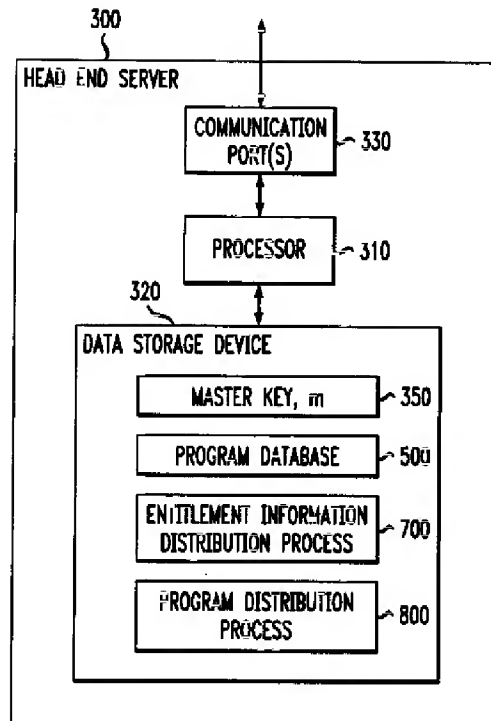 300
HEAD END SERVER
COMMUNICATION
PORT(S)
330
PROCESSOR
310
320
DATA STORAGE DEVICE
MASTER KEY, m
350
PROGRAM DATABASE
500
ENTITLEMENT INFORMATION
DISTRIBUTION PROCESS
700
PROGRAM DISTRIBUTION
PROCESS
800